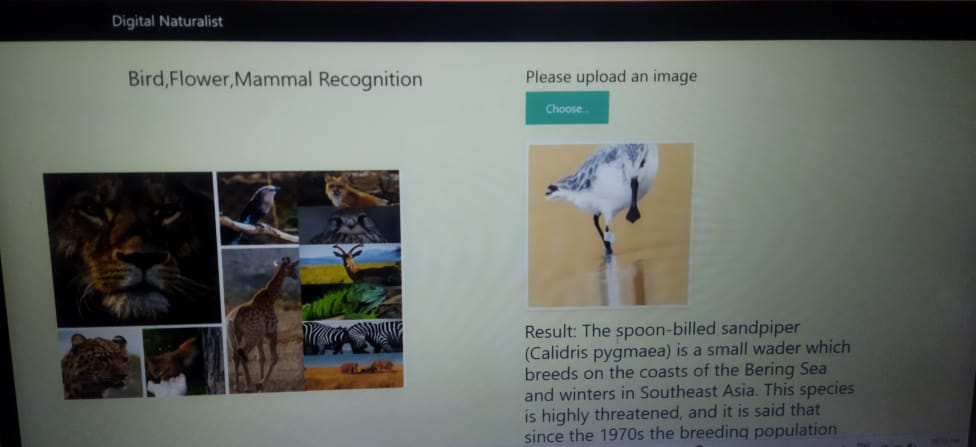 Digital Naturalist
Bird,Flower,Mammal Recognition
Please upload an image
Choose...
Result: The spoon-billed sandpiper
(Calidris pygmaea) is a small wader which
breeds on the coasts of the Bering Sea
and winters in Southeast Asia. This species
is highly threatened, and it is said that
since the 1970s the breeding population